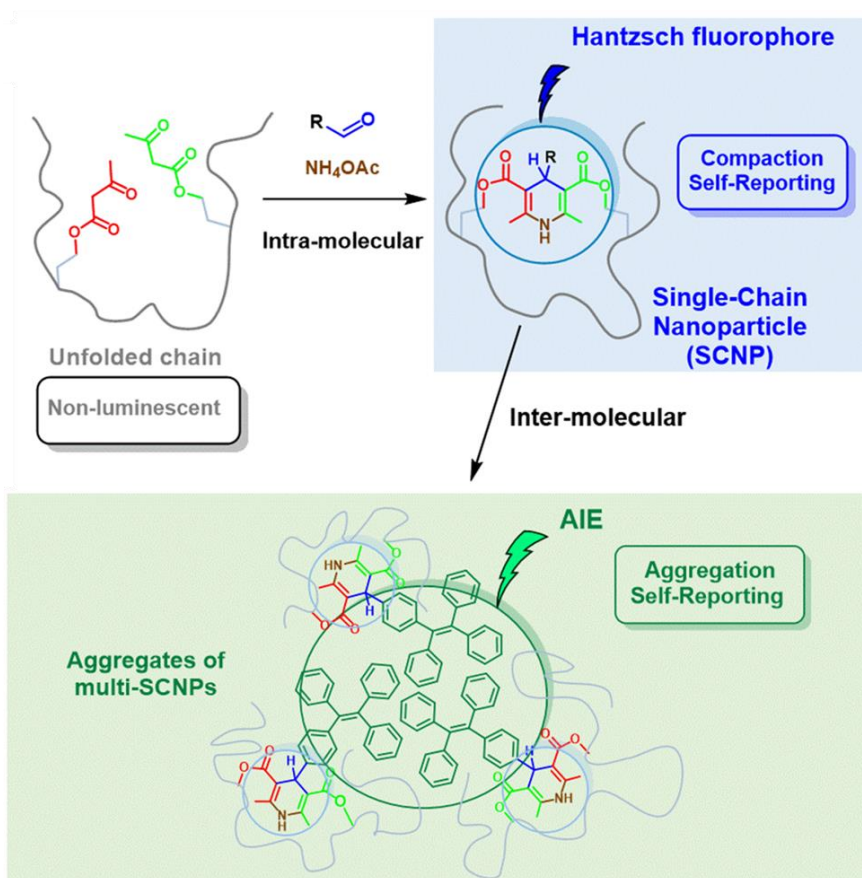 Hantzsch fluorophore
R
O
NH₄OAc
Intra-molecular
O
O
O
O
O
O
Unfolded chain
Non-luminescent
H
R
O
O
O
O
N
H
Compaction
Self-Reporting
Single-Chain
Nanoparticle
(SCNP)
Inter-molecular
AIE
Aggregation
Self-Reporting
Aggregates of
multi-SCNPs
HN
O
O
H
O
O
O
O
H
O
O
N
H
H
O
O
O
O
NH